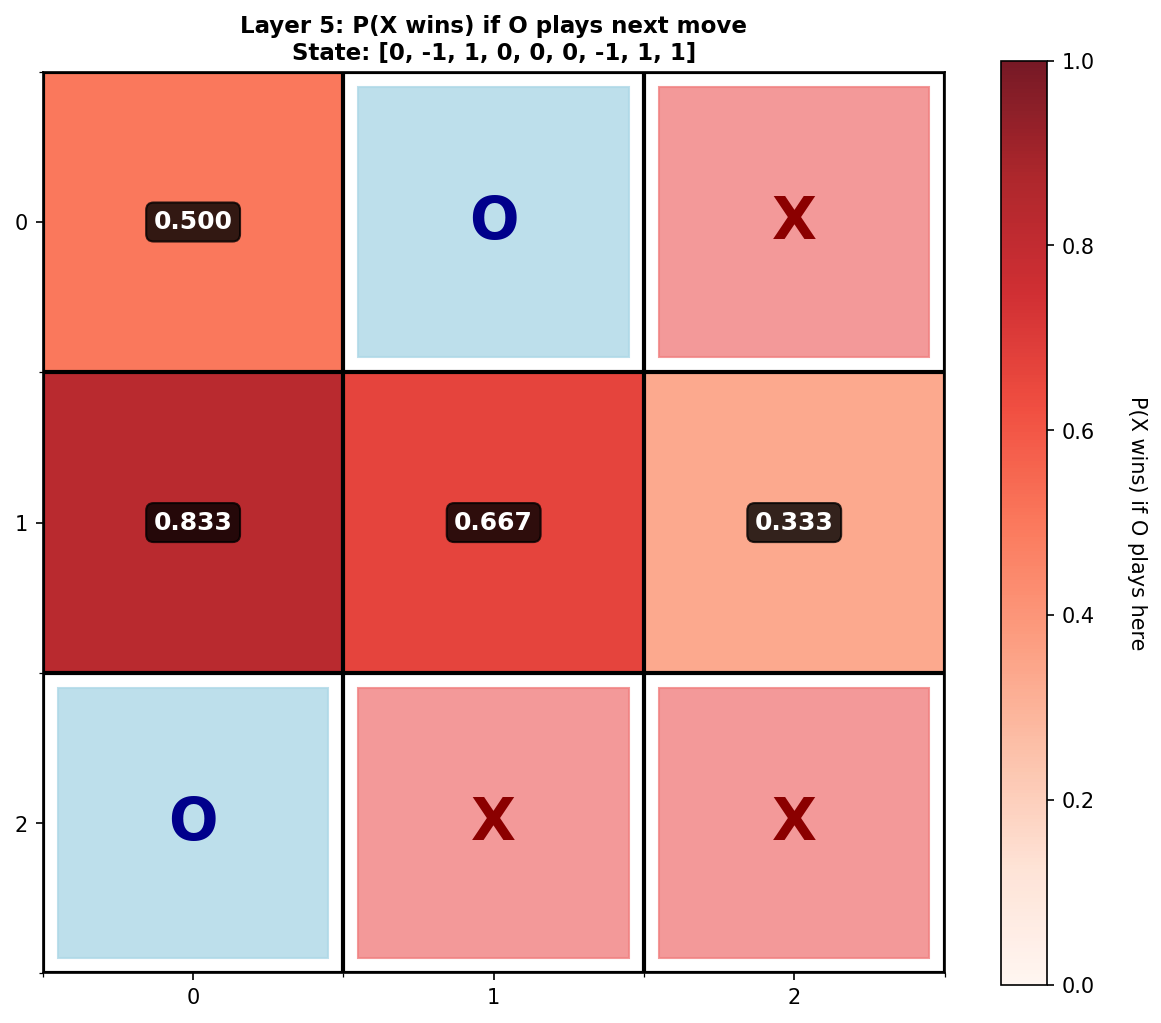 Layer 5: P(X wins) if O plays next move
State: [0, -1, 1, 0, 0, 0, -1, 1, 1]
0
0.500
O
X
1
0.833
0.667
0.333
2
O
X
X
0
1
2
1.0
0.8
0.6
0.4
0.2
0.0
P(X wins) if O plays here